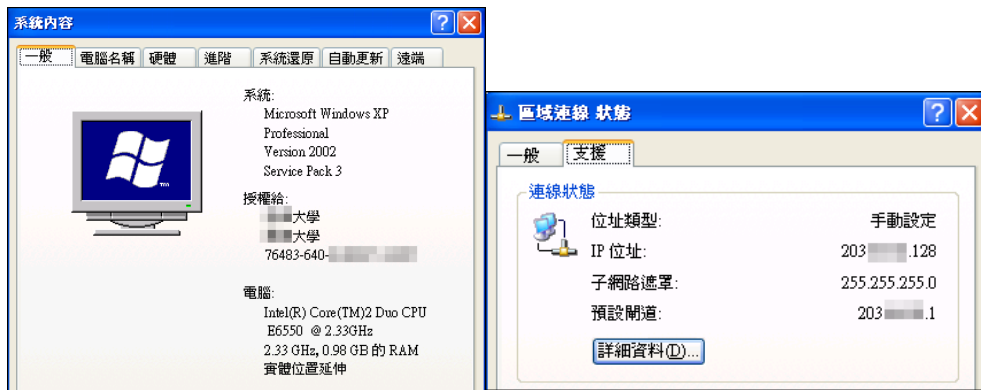 系統內容
一般 電腦名稱 硬體 進階 系統還原 自動更新 遠端
系統:
Microsoft Windows XP
Professional
Version 2002
Service Pack 3
授權給:
大學
大學
76483-640-
電腦:
Intel(R) Core(TM)2 Duo CPU
E6550 @ 2.33GHz
2.33 GHz, 0.98 GB 的 RAM
實體位置延伸
區域連線 狀態
一般 支援
連線狀態
位址類型: 手動設定
IP 位址: 203 .128
子網路遮罩: 255.255.255.0
預設閘道: 203 .1
詳細資料(D)...